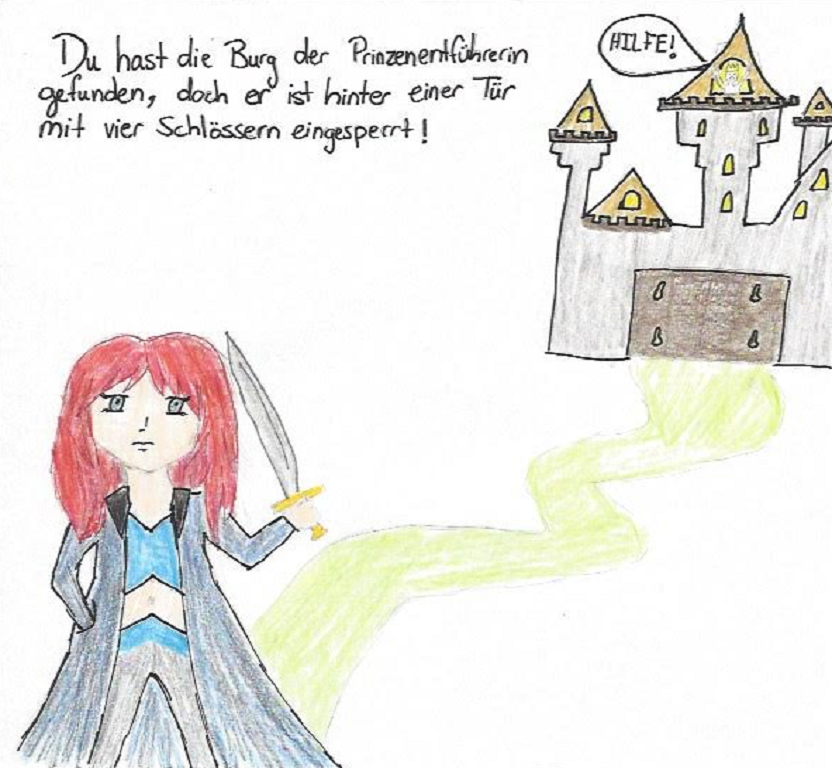 Du hast die Burg der Prinzenentführerin
gefunden, doch er ist hinter einer Tür
mit vier Schlössern eingesperrt!
HILFE!